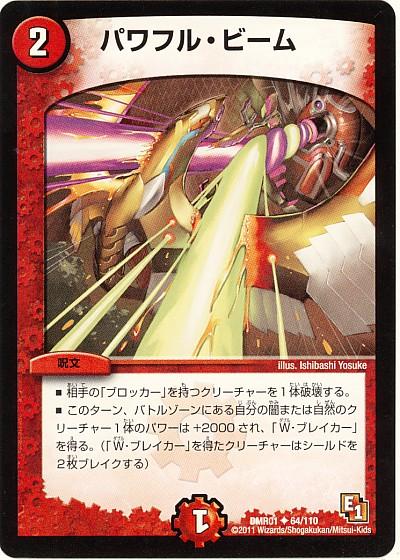 2
パワフル・ビーム
呪文
illus. Ishibashi Yosuke
■ 相手の「ブロッカー」を持つクリーチャーを1体破壊する。
■ このターン、バトルゾーンにある自分の闇または自然のク
リーチャー1体のパワーは+2000され、「W・ブレイカー」
を得る。(「W・ブレイカー」を得たクリーチャーはシールド を
2枚ブレイクする)
1
DMR01 ◆ 64/110
©2011 Wizards/Shogakukan/Mitsui-Kids
E1